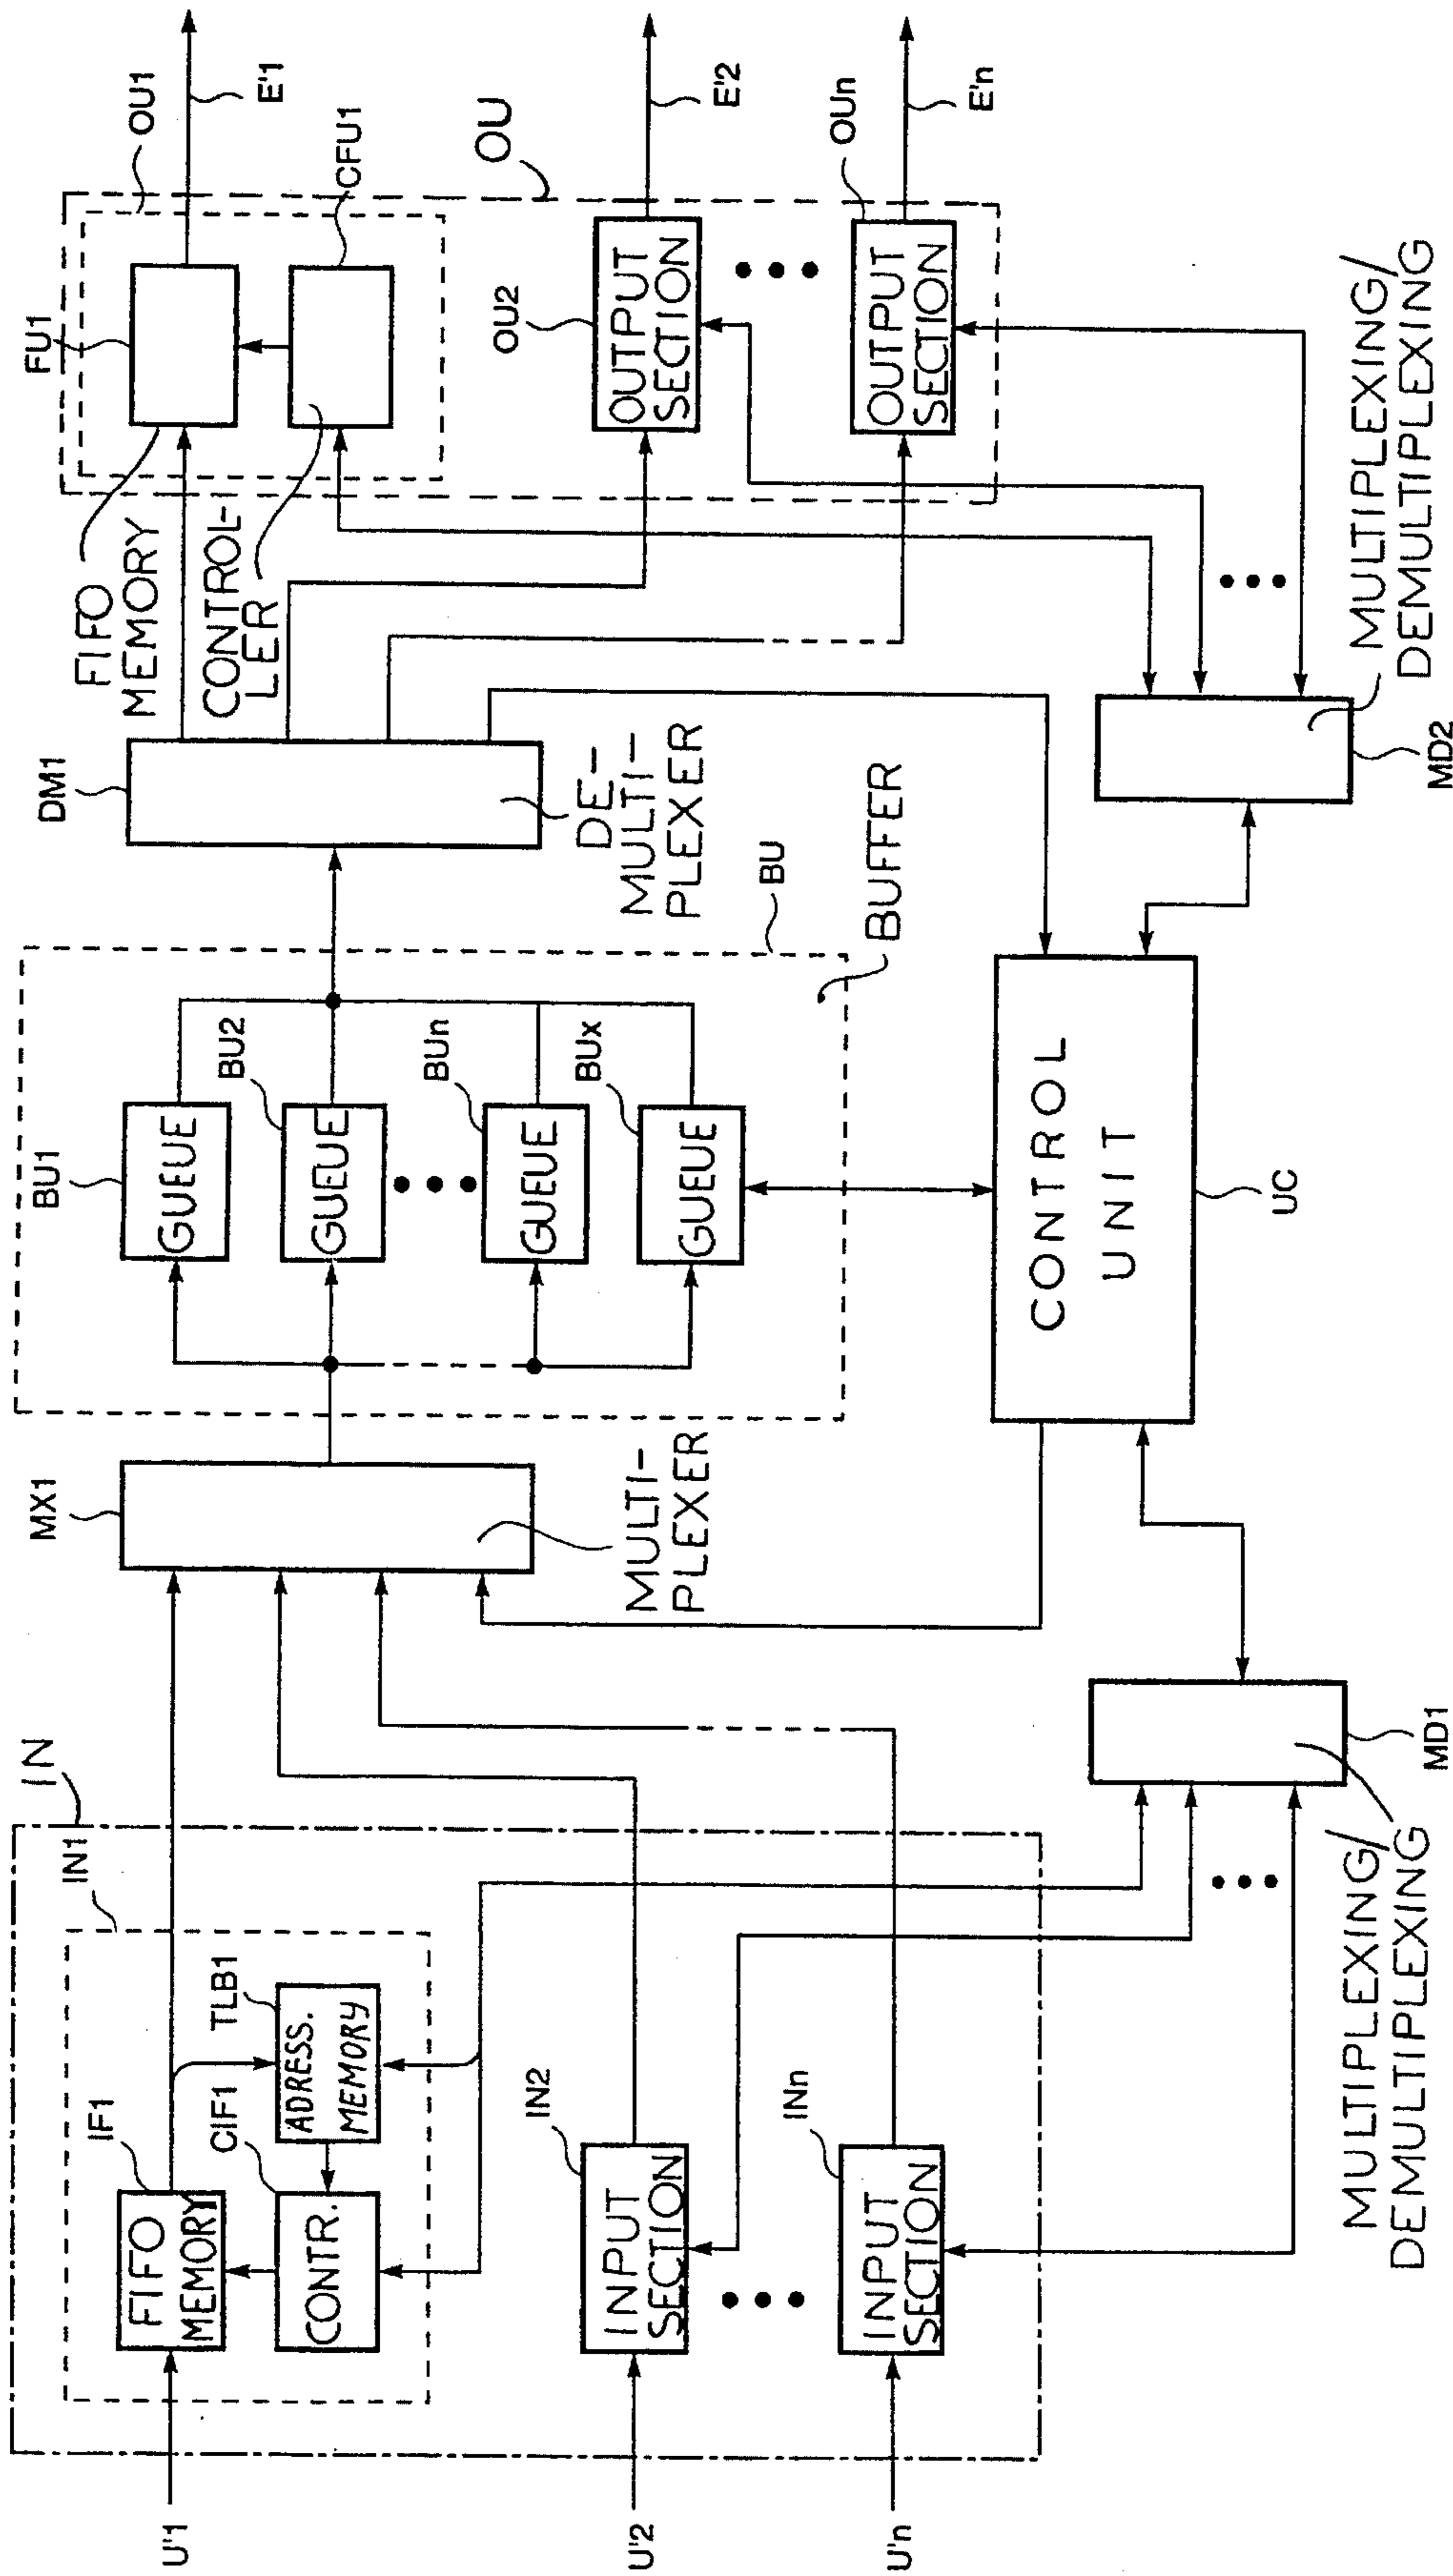 IN
IN1
IF1
TLB1
CIF1
U'1
FIFO
MEMORY
CONTR.
ADRESS.
MEMORY
U'2
IN2
INPUT
SECTION
U'n
INn
INPUT
SECTION
MX1
MULTI-
PLEXER
MD1
MULTIPLEXING/
DEMULTIPLEXING
BU1
GUEUE
BU2
GUEUE
BUn
GUEUE
BUx
GUEUE
BU
BUFFER
CONTROL
UNIT
UC
DM1
DE-
MULTI-
PLEXER
FIFO
MEMORY
CONTROL-
LER
FU1
OU1
CFU1
E'1
OU
OU2
OUTPUT
SECTION
E'2
OUn
OUTPUT
SECTION
E'n
MD2
MULTIPLEXING/
DEMULTIPLEXING